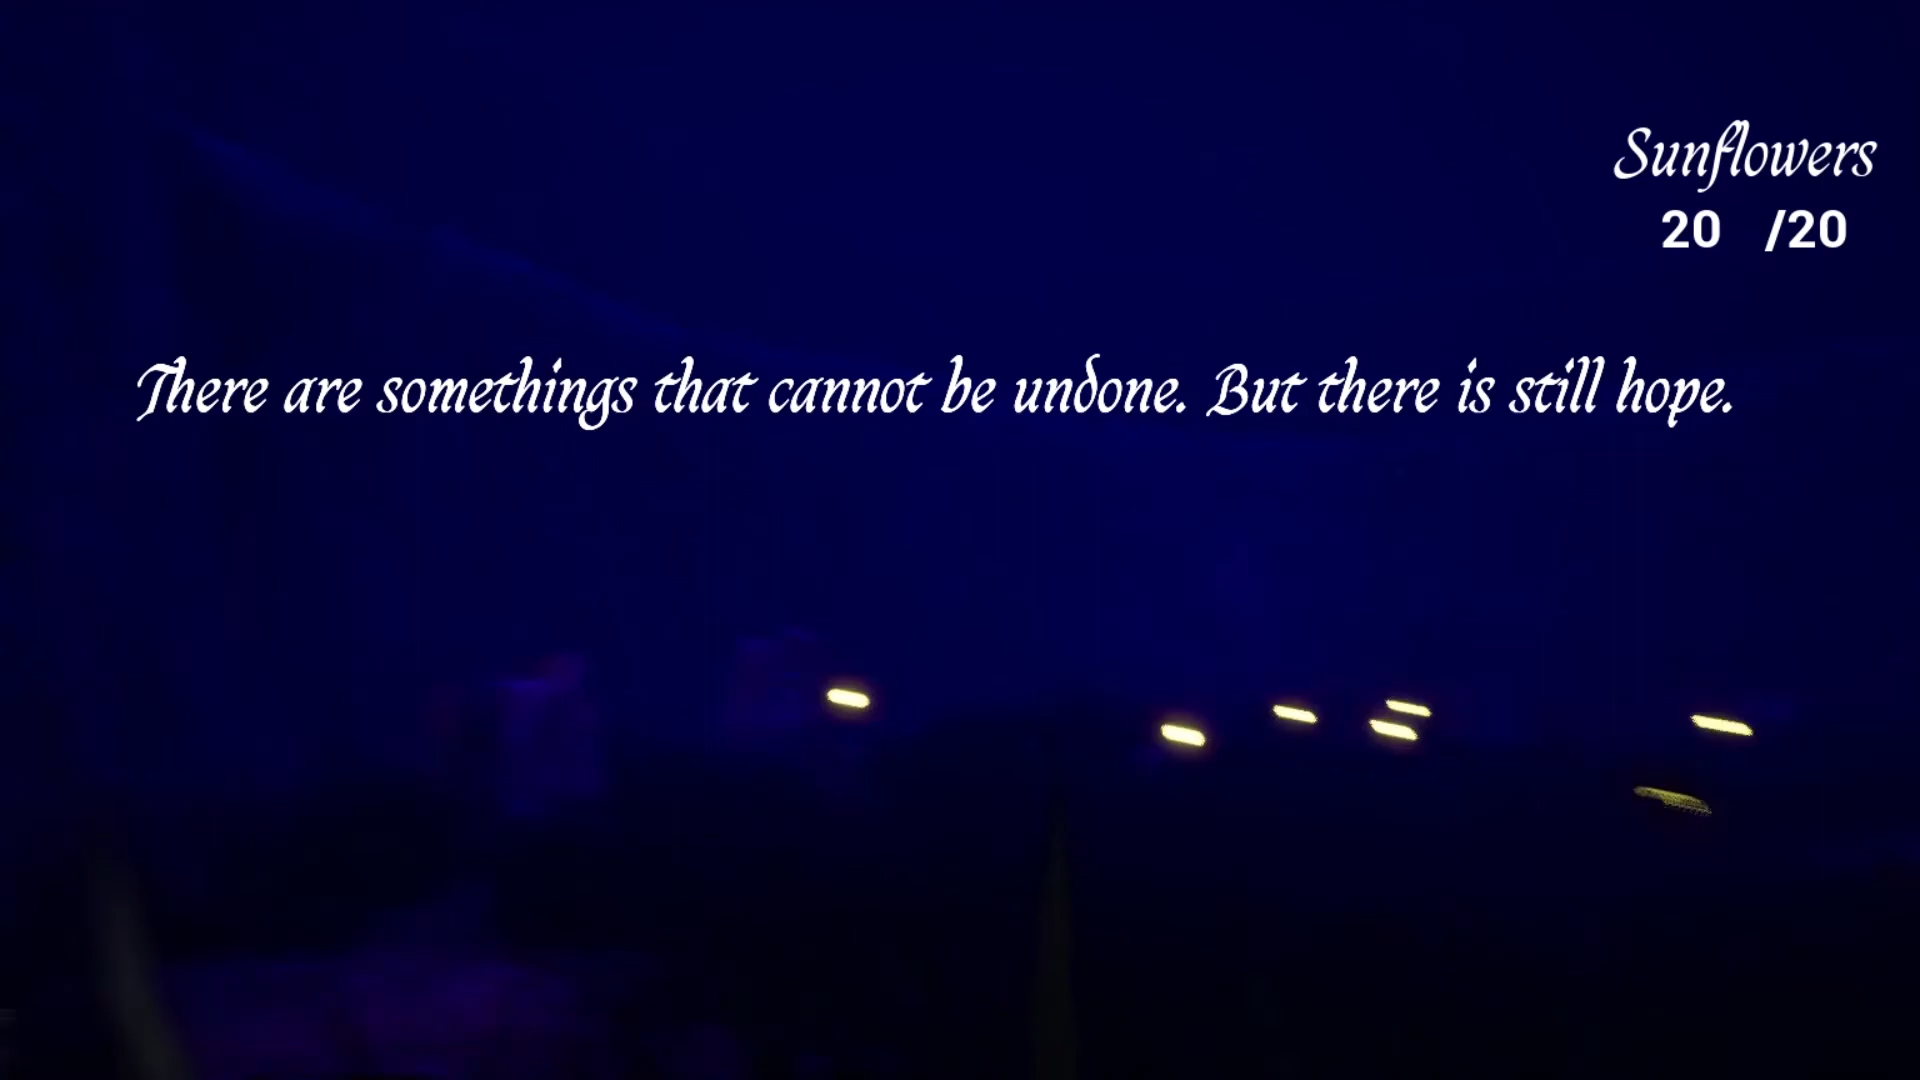 Sunflowers
20 /20
There are somethings that cannot be undone. But there is still hope.